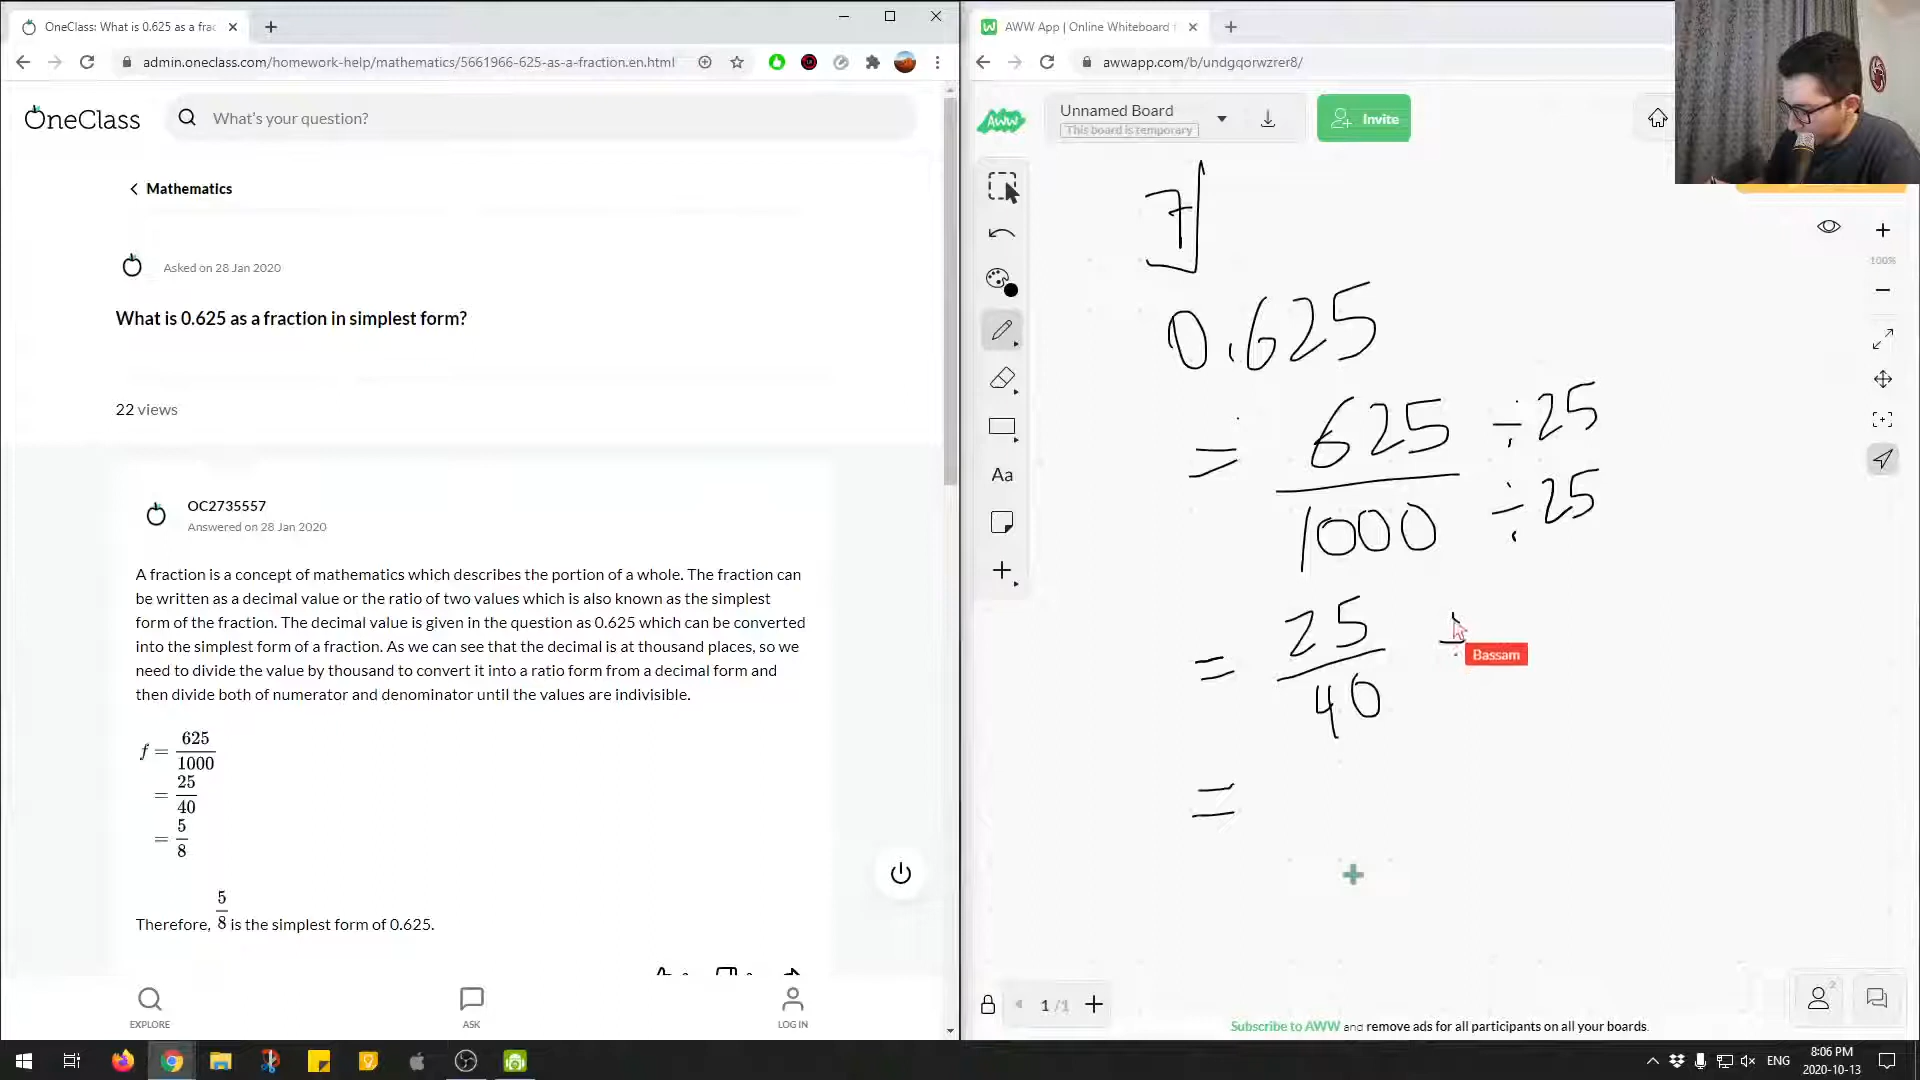 OneClass: What is 0.625 as a frac
admin.oneclass.com/homework-help/mathematics/5661966-625-as-a-fraction.en.html
OneClass
What's your question?
Mathematics
Asked on 28 Jan 2020
What is 0.625 as a fraction in simplest form?
22 views
OC2735557
Answered on 28 Jan 2020
A fraction is a concept of mathematics which describes the portion of a whole. The fraction can
be written as a decimal value or the ratio of two values which is also known as the simplest
form of the fraction. The decimal value is given in the question as 0.625 which can be converted
into the simplest form of a fraction. As we can see that the decimal is at thousand places, so we
need to divide the value by thousand to convert it into a ratio form from a decimal form and
then divide both of numerator and denominator until the values are indivisible.
f = 625/1000
= 25/40
= 5/8
Therefore, 5/8 is the simplest form of 0.625.
EXPLORE
ASK
LOG IN
AWW App | Online Whiteboard
awwapp.com/b/undgqorwzrer8/
AWW
Unnamed Board
This board is temporary
Invite
100%
Aa
7
0.625
= 625/1000 ÷25 ÷25
= 25/40 ÷
Bassam
=
1 /1
2
Subscribe to AWW and remove ads for all participants on all your boards.
ENG
8:06 PM
2020-10-13